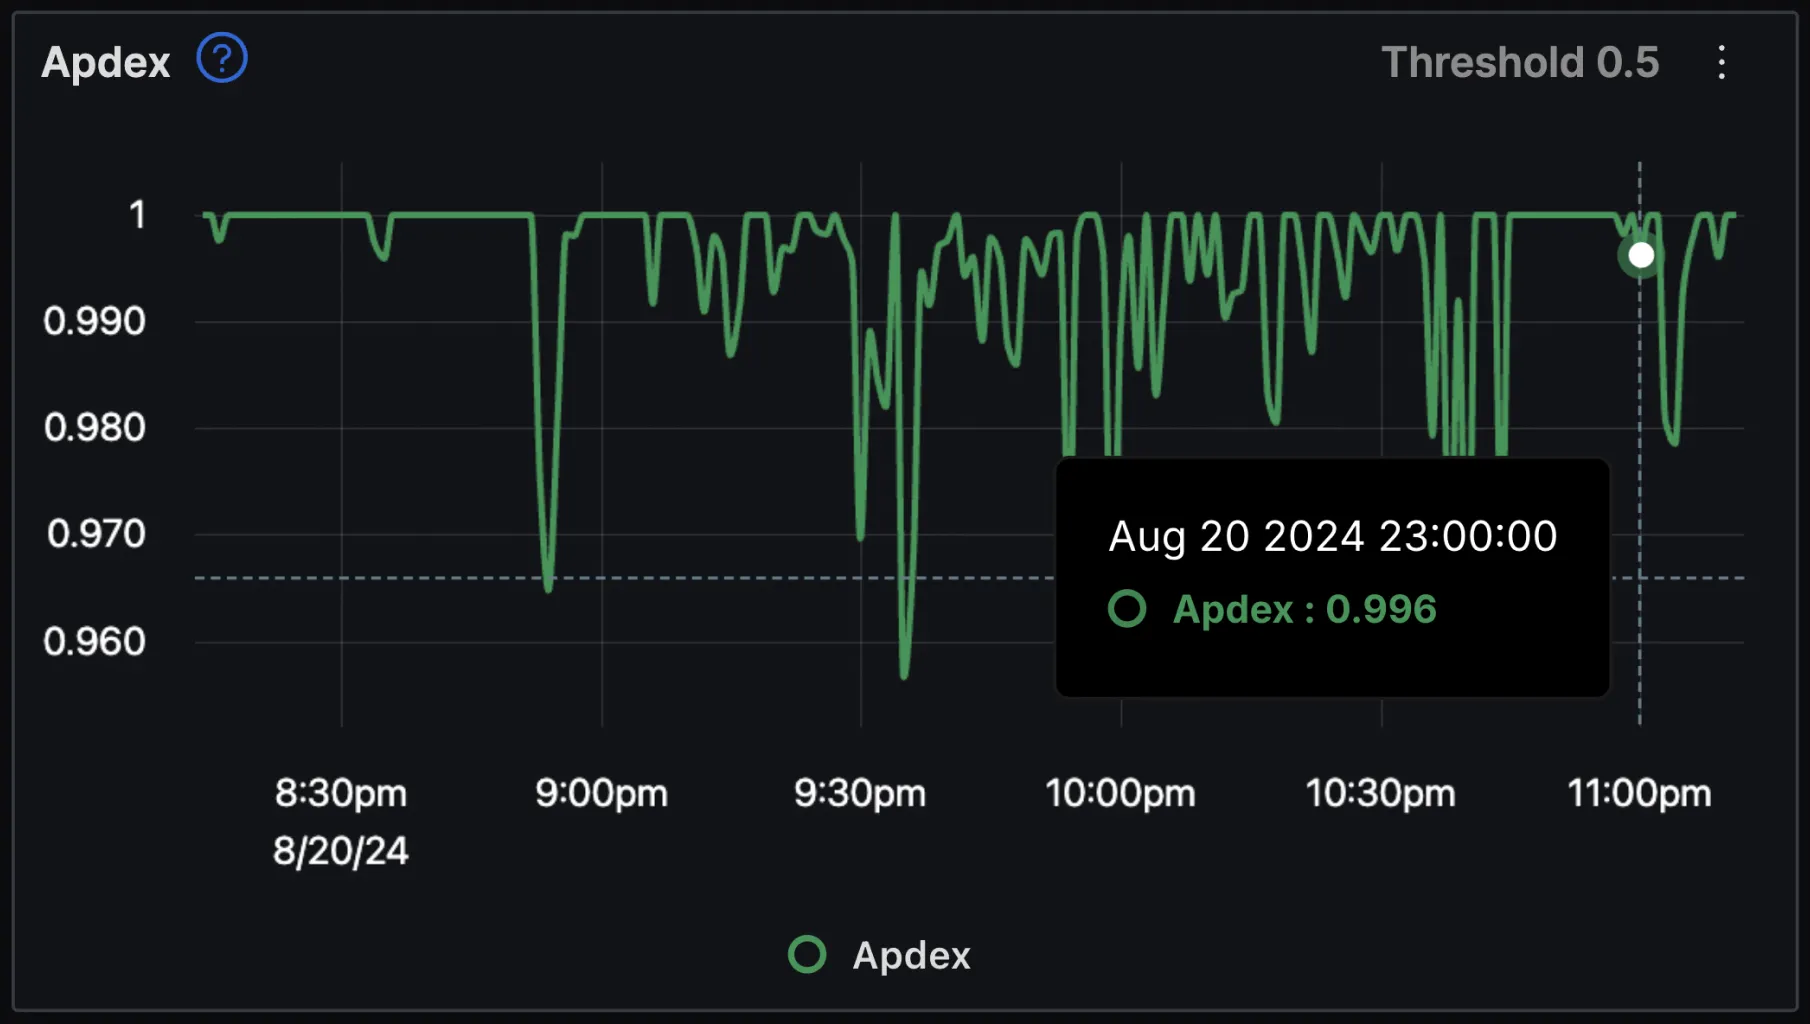 Apdex ?
Threshold 0.5
1
0.990
0.980
0.970
0.960
Aug 20 2024 23:00:00
Apdex : 0.996
8:30pm 9:00pm 9:30pm 10:00pm 10:30pm 11:00pm
8/20/24
Apdex